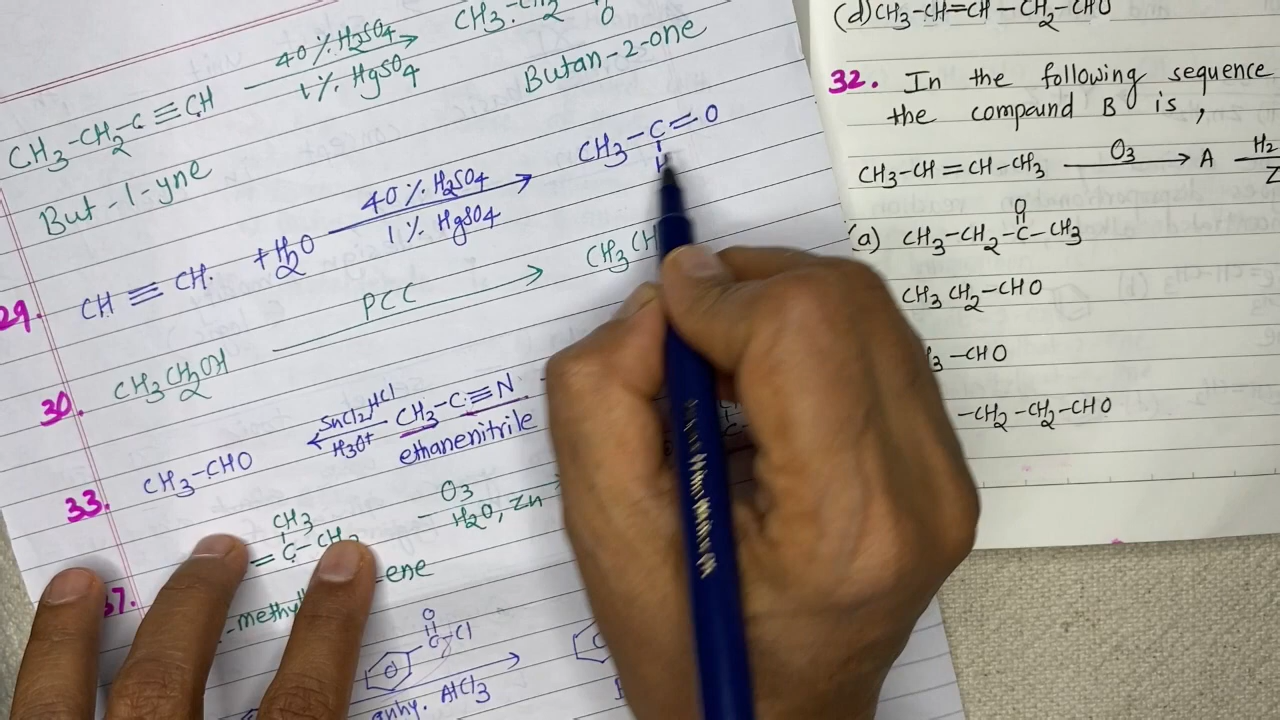 40% H2SO4
CH3-CH2-C≡CH ⟶ CH3-CH2
O
1% HgSO4
But-1-yne
Butan-2-one
29. CH≡CH + H2O ⟶ CH3-C=O
H
40% H2SO4
1% HgSO4
30. CH3CH2OH ⟶ CH3CH
PCC
33. CH3-CHO ⟵ CH3-C≡N
SnCl2, HCl
H3O+
ethanenitrile
37.
CH3
=C-CH3
-methyl
-ene
O3
H2O, Zn
O
C-Cl
anhy. AlCl3
(d) CH3-CH=CH-CH2-CHO
32. In the following sequence
the compound B is,
CH3-CH=CH-CH3 ⟶ A
O3
H2
O
(a) CH3-CH2-C-CH3
CH3CH2-CHO
-CHO
-CH2-CH2-CHO